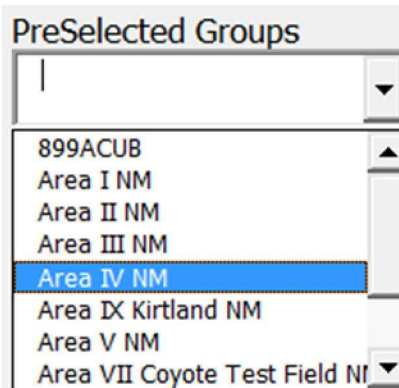 PreSelected Groups
899ACUB
Area I NM
Area II NM
Area III NM
Area IV NM
Area IX Kirtland NM
Area V NM
Area VII Coyote Test Field